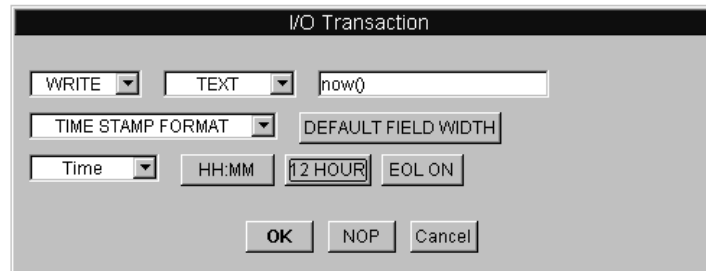 I/O Transaction
WRITE TEXT now()
TIME STAMP FORMAT DEFAULT FIELD WIDTH
Time HH:MM 12 HOUR EOL ON
OK NOP Cancel